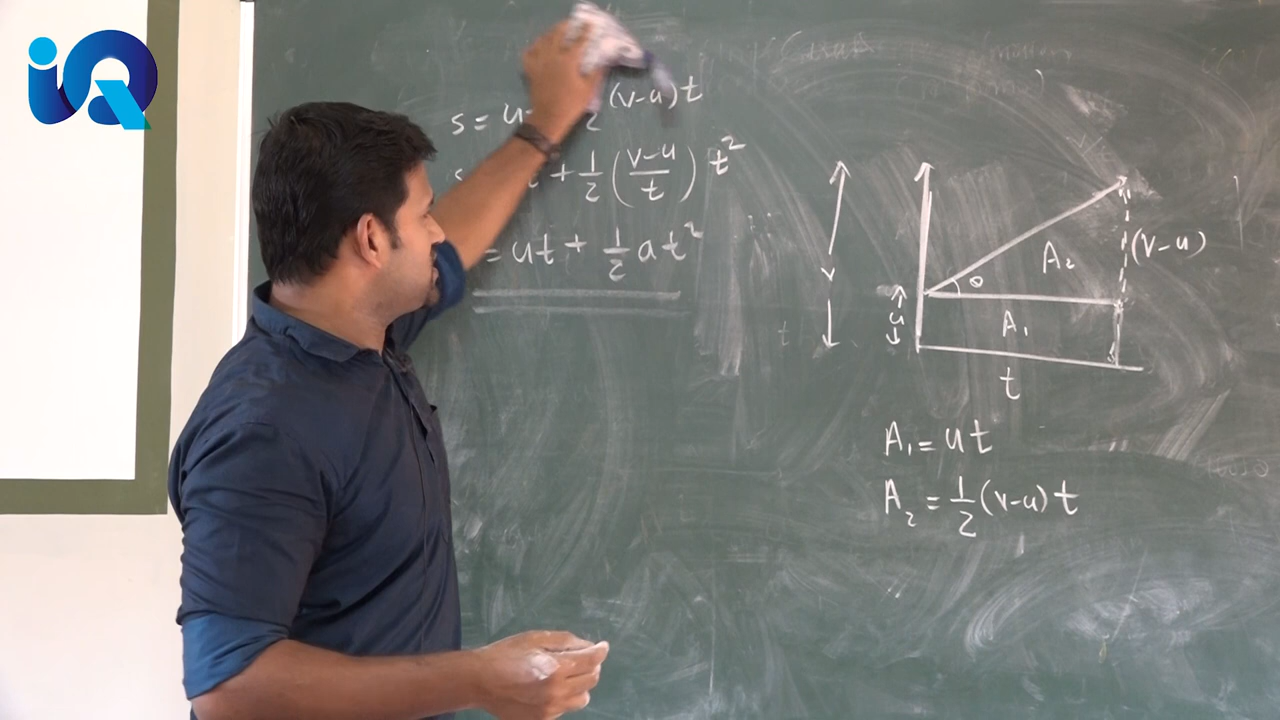 iQ
s = u (v-u)t
t + 1/2 ((v-u)/t) t²
= ut + 1/2 at²
v
u
θ
A₂
(v-u)
A₁
t
A₁ = ut
A₂ = 1/2 (v-u) t